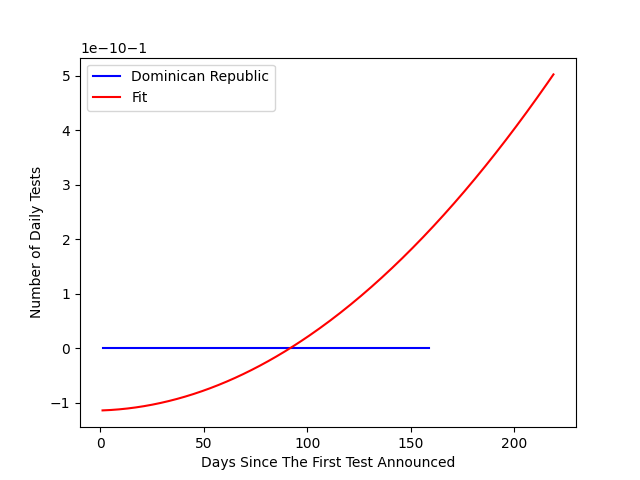 1e−10−1
Dominican Republic
Fit
5
4
3
2
1
0
−1
Number of Daily Tests
0
50
100
150
200
Days Since The First Test Announced